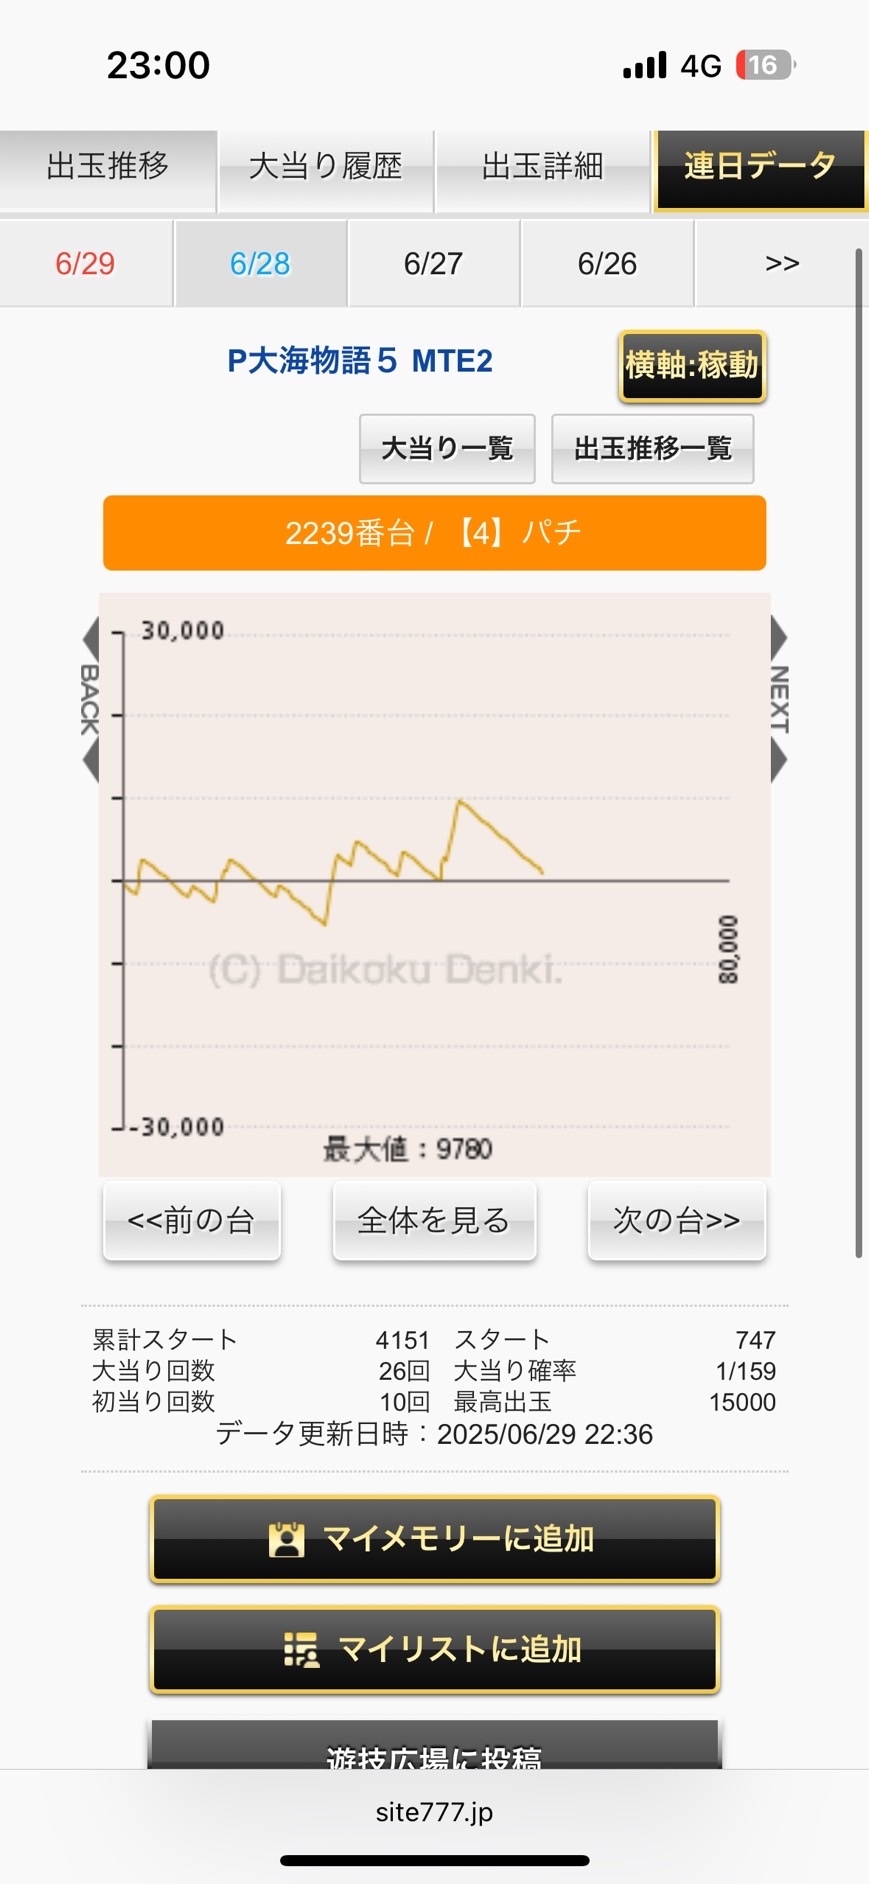 23:00 4G 16
出玉推移 大当り履歴 出玉詳細 連日データ
6/29 6/28 6/27 6/26 >>
P大海物語5 MTE2 横軸:稼動
大当り一覧 出玉推移一覧
2239番台 / 【4】パチ
30,000
BACK
NEXT
80,000
(C) Daikoku Denki.
-30,000
最大値：9780
<<前の台 全体を見る 次の台>>
累計スタート 4151 スタート 747
大当り回数 26回 大当り確率 1/159
初当り回数 10回 最高出玉 15000
データ更新日時：2025/06/29 22:36
マイメモリーに追加
マイリストに追加
遊技広場に投稿
site777.jp